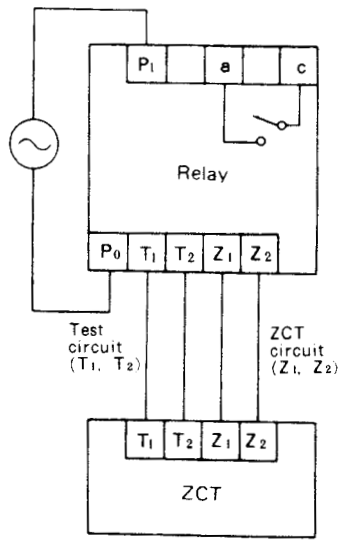 P1 a c
Relay
P0 T1 T2 Z1 Z2
Test
circuit
(T1, T2)
ZCT
circuit
(Z1, Z2)
T1 T2 Z1 Z2
ZCT